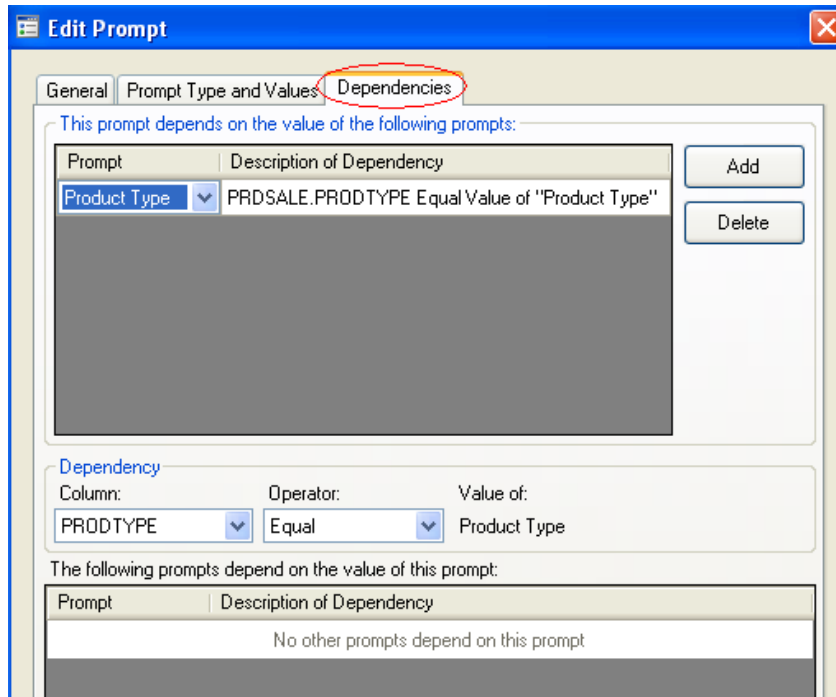 Edit Prompt
General Prompt Type and Values Dependencies
This prompt depends on the value of the following prompts:
Prompt Description of Dependency
Add
Product Type PRDSALE.PRODTYPE Equal Value of "Product Type"
Delete
Dependency
Column: Operator: Value of:
PRODTYPE Equal Product Type
The following prompts depend on the value of this prompt:
Prompt Description of Dependency
No other prompts depend on this prompt